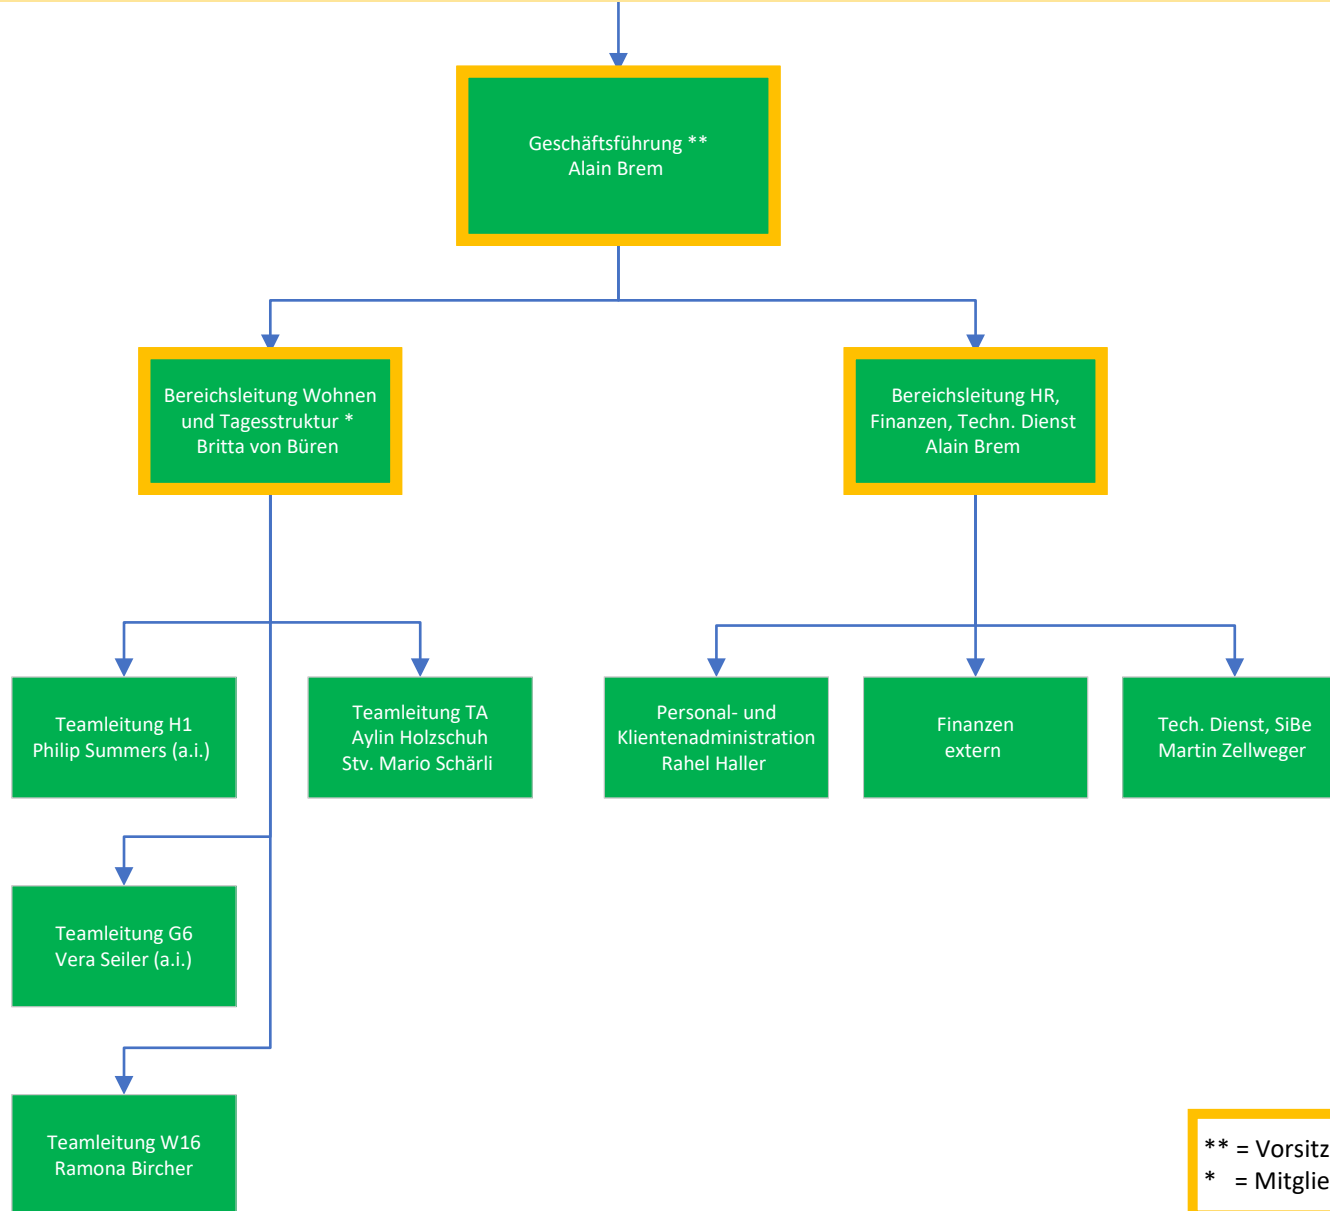 Geschäftsführung **
Alain Brem
Bereichsleitung Wohnen
und Tagesstruktur *
Britta von Büren
Bereichsleitung HR,
Finanzen, Techn. Dienst
Alain Brem
Teamleitung H1
Philip Summers (a.i.)
Teamleitung TA
Aylin Holzschuh
Stv. Mario Schärli
Personal- und
Klientenadministration
Rahel Haller
Finanzen
extern
Tech. Dienst, SiBe
Martin Zellweger
Teamleitung G6
Vera Seiler (a.i.)
Teamleitung W16
Ramona Bircher
** = Vorsitz
* = Mitglie